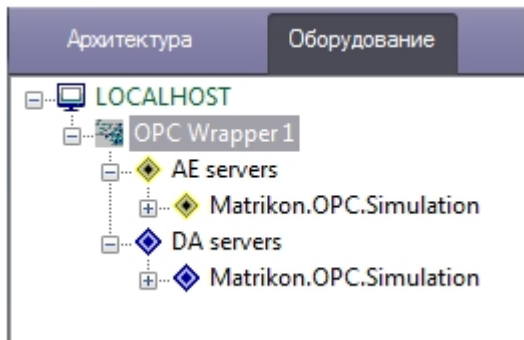 Архитектура Оборудование
LOCALHOST
OPC Wrapper 1
AE servers
Matrikon.OPC.Simulation
DA servers
Matrikon.OPC.Simulation